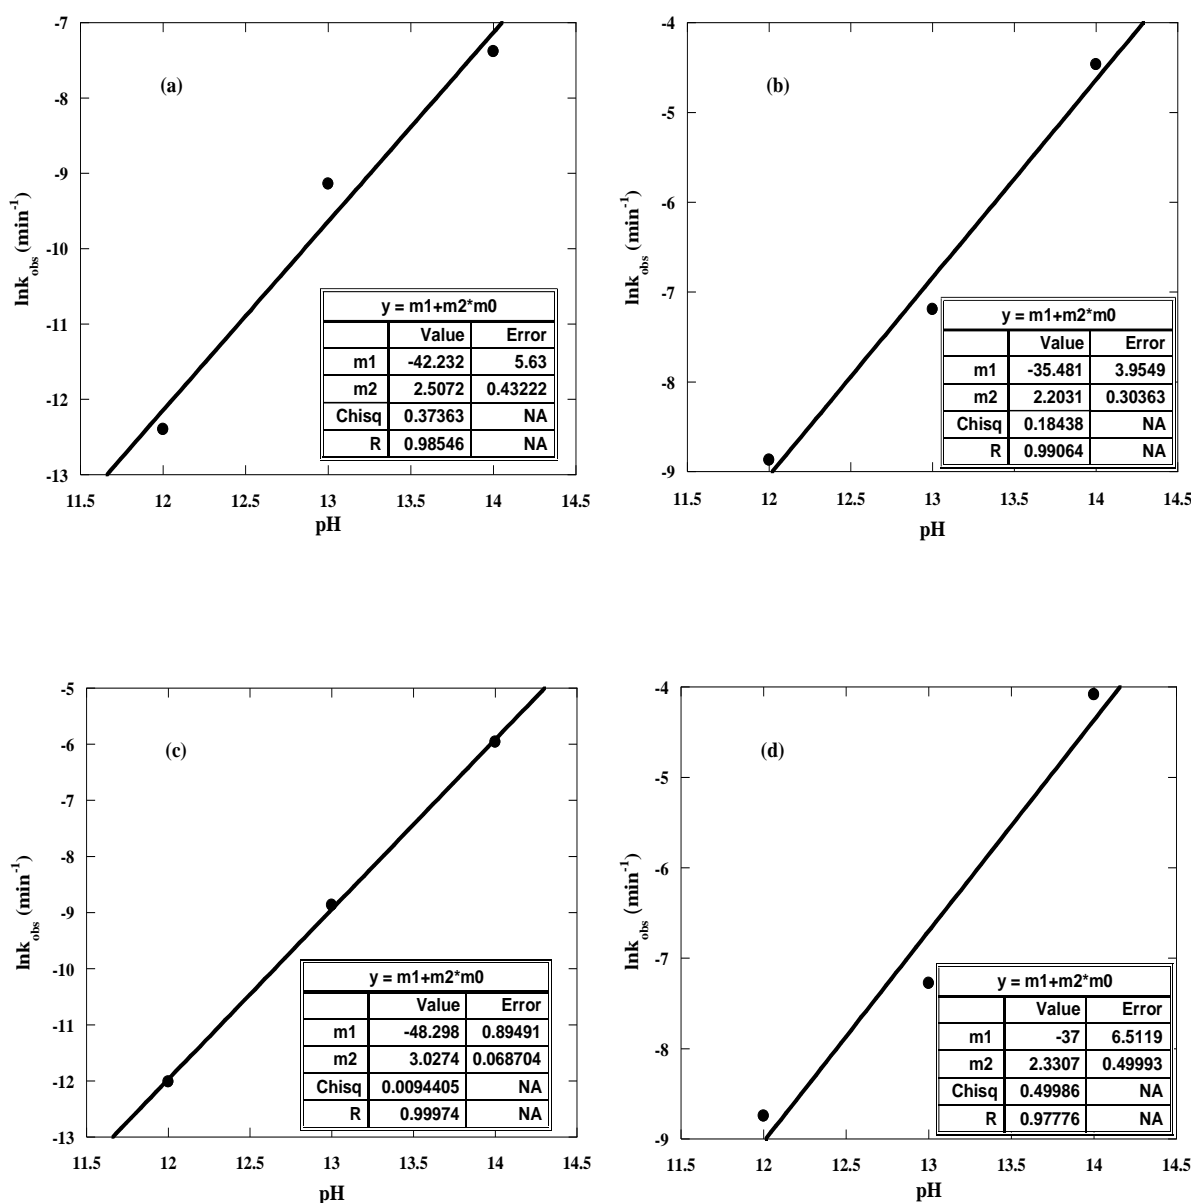 -7
-8
-9
-10
-11
-12
-13
lnk_obs (min^-1)
(a)
y = m1+m2*m0
Value Error
m1 -42.232 5.63
m2 2.5072 0.43222
Chisq 0.37363 NA
R 0.98546 NA
11.5 12 12.5 13 13.5 14 14.5
pH
-4
-5
-6
-7
-8
-9
lnk_obs (min^-1)
(b)
y = m1+m2*m0
Value Error
m1 -35.481 3.9549
m2 2.2031 0.30363
Chisq 0.18438 NA
R 0.99064 NA
11.5 12 12.5 13 13.5 14 14.5
pH
-5
-6
-7
-8
-9
-10
-11
-12
-13
lnk_obs (min^-1)
(c)
y = m1+m2*m0
Value Error
m1 -48.298 0.89491
m2 3.0274 0.068704
Chisq 0.0094405 NA
R 0.99974 NA
11.5 12 12.5 13 13.5 14 14.5
pH
-4
-5
-6
-7
-8
-9
lnk_obs (min^-1)
(d)
y = m1+m2*m0
Value Error
m1 -37 6.5119
m2 2.3307 0.49993
Chisq 0.49986 NA
R 0.97776 NA
11.5 12 12.5 13 13.5 14 14.5
pH